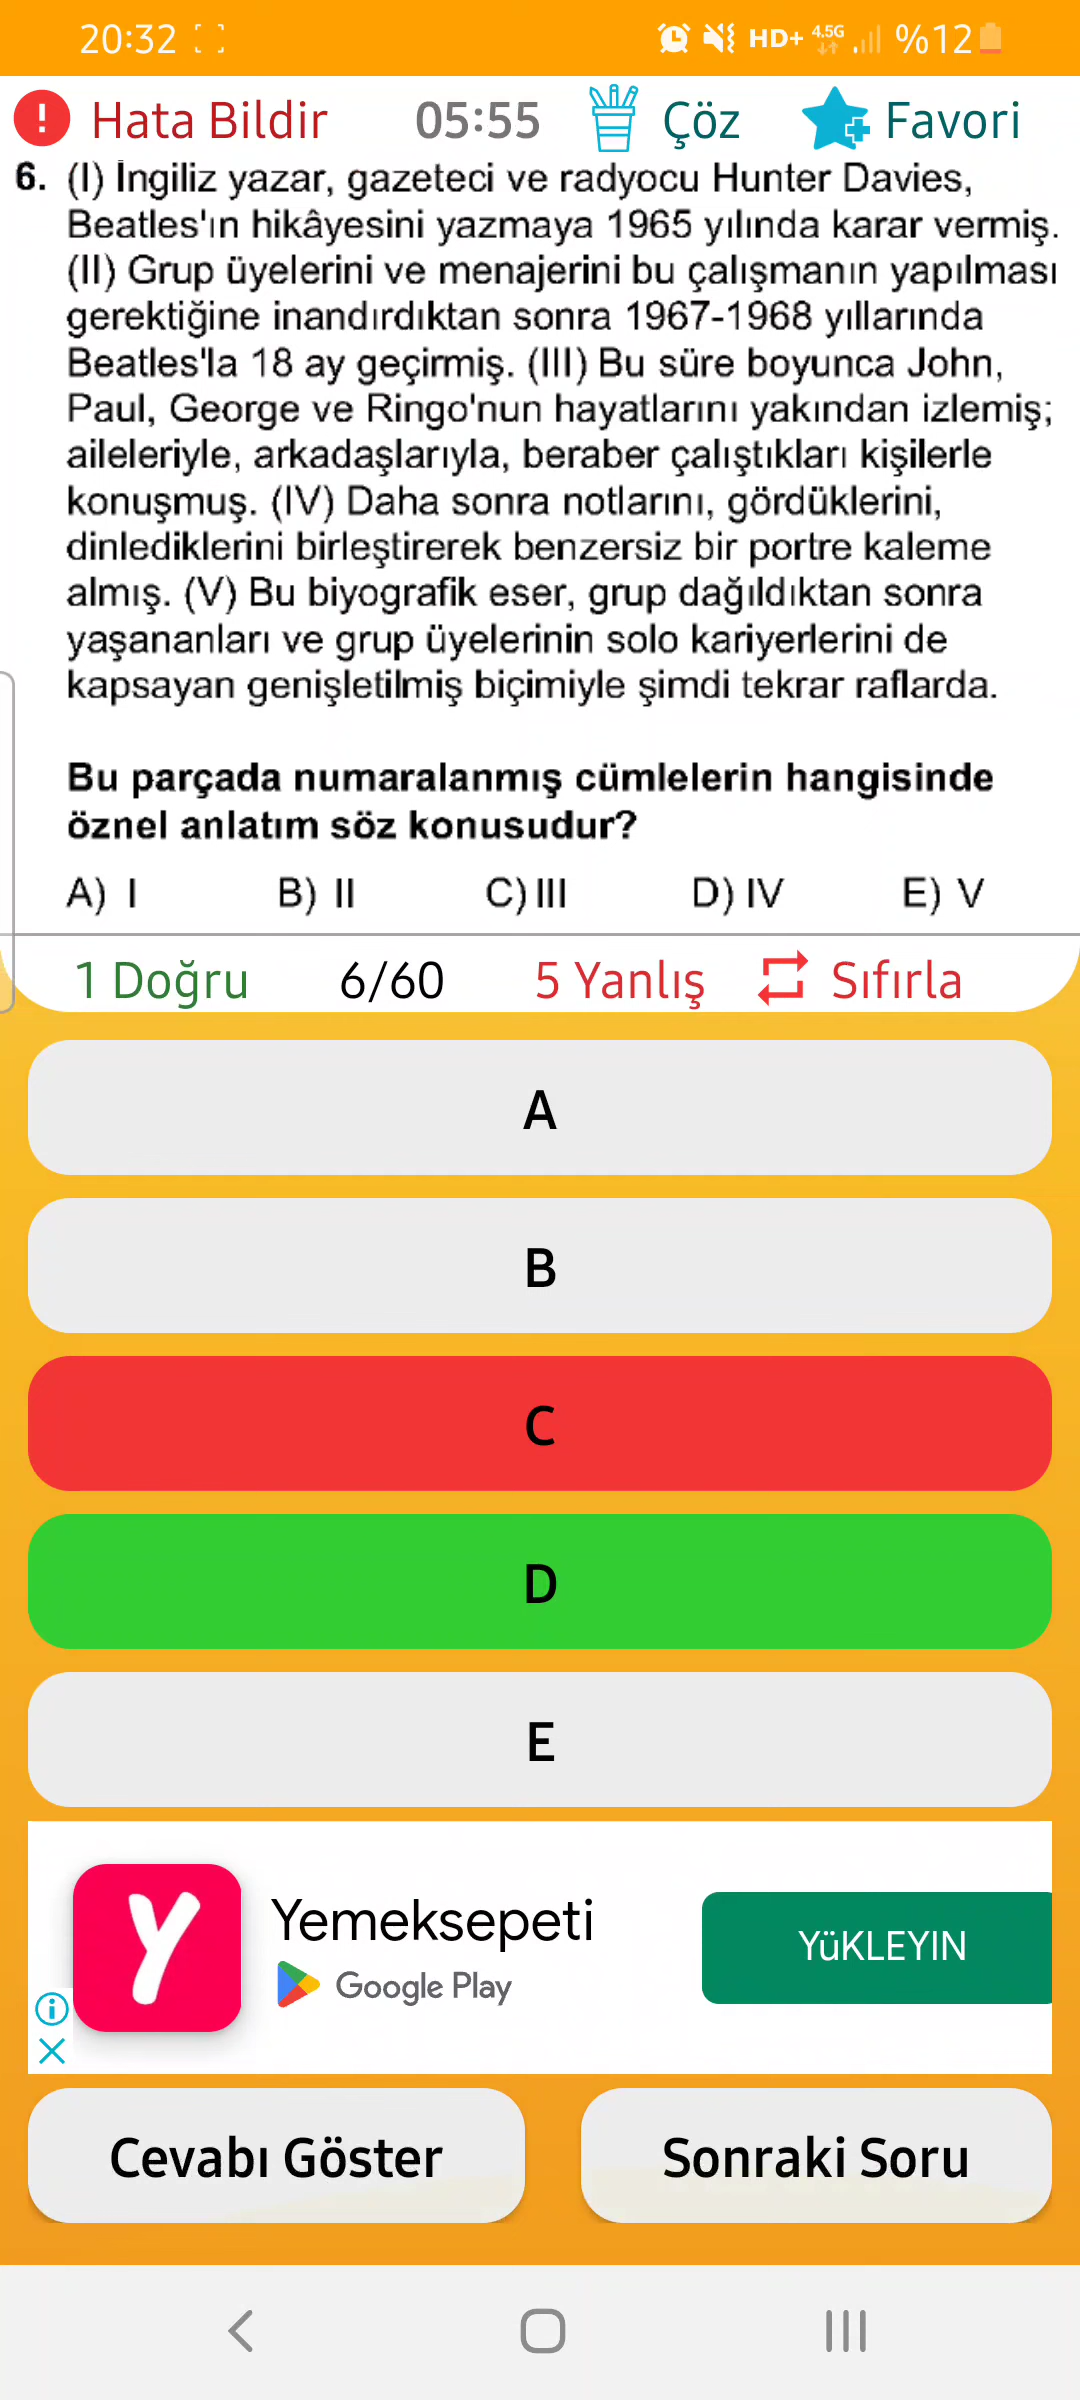 20:32
HD+ 4.5G %12
! Hata Bildir 05:55 Çöz Favori
6. (I) İngiliz yazar, gazeteci ve radyocu Hunter Davies,
Beatles'ın hikâyesini yazmaya 1965 yılında karar vermiş.
(II) Grup üyelerini ve menajerini bu çalışmanın yapılması
gerektiğine inandırdıktan sonra 1967-1968 yıllarında
Beatles'la 18 ay geçirmiş. (III) Bu süre boyunca John,
Paul, George ve Ringo'nun hayatlarını yakından izlemiş;
aileleriyle, arkadaşlarıyla, beraber çalıştıkları kişilerle
konuşmuş. (IV) Daha sonra notlarını, gördüklerini,
dinlediklerini birleştirerek benzersiz bir portre kaleme
almış. (V) Bu biyografik eser, grup dağıldıktan sonra
yaşananları ve grup üyelerinin solo kariyerlerini de
kapsayan genişletilmiş biçimiyle şimdi tekrar raflarda.
Bu parçada numaralanmış cümlelerin hangisinde
öznel anlatım söz konusudur?
A) I B) II C) III D) IV E) V
1 Doğru 6/60 5 Yanlış Sıfırla
A
B
C
D
E
Y
Yemeksepeti
Google Play
YüKLEYIN
Cevabı Göster Sonraki Soru